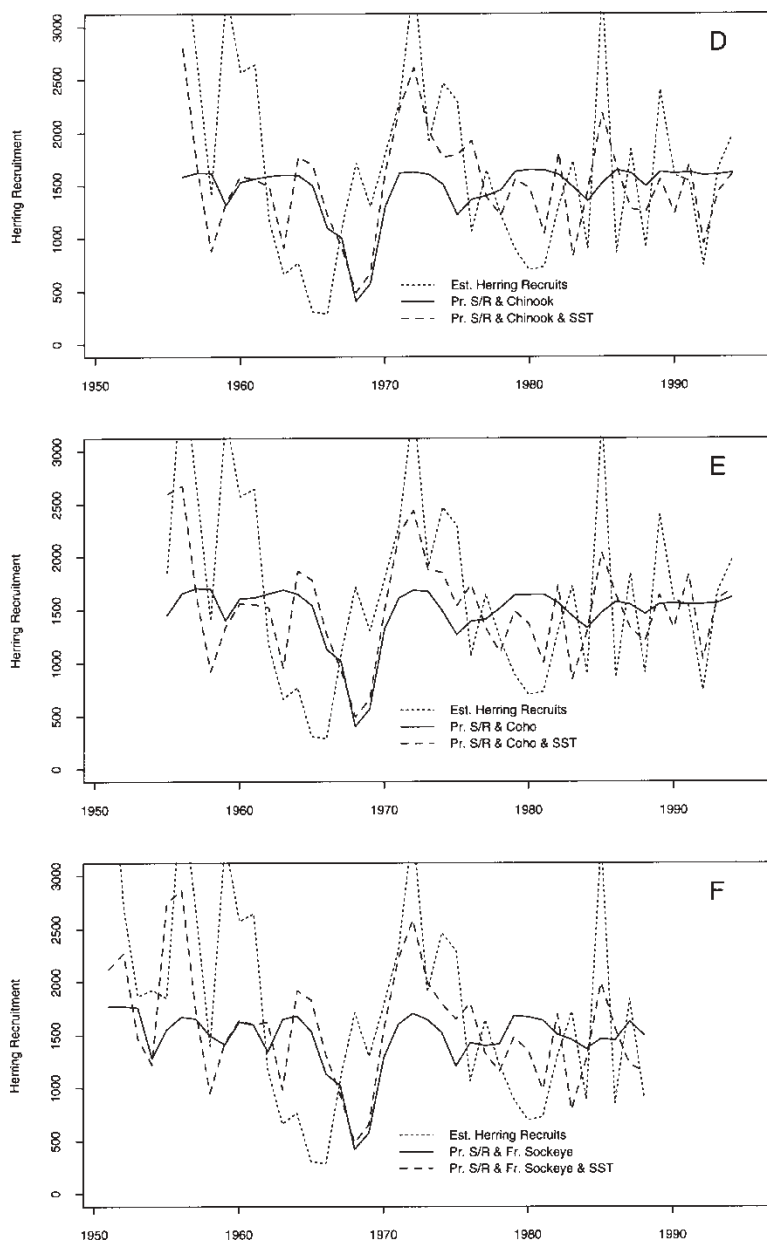 D
3000
2500
2000
1500
1000
500
0
Herring Recruitment
Est. Herring Recruits
Pr. S/R & Chinook
Pr. S/R & Chinook & SST
1950 1960 1970 1980 1990
E
3000
2500
2000
1500
1000
500
0
Herring Recruitment
Est. Herring Recruits
Pr. S/R & Coho
Pr. S/R & Coho & SST
1950 1960 1970 1980 1990
F
3000
2500
2000
1500
1000
500
0
Herring Recruitment
Est. Herring Recruits
Pr. S/R & Fr. Sockeye
Pr. S/R & Fr. Sockeye & SST
1950 1960 1970 1980 1990